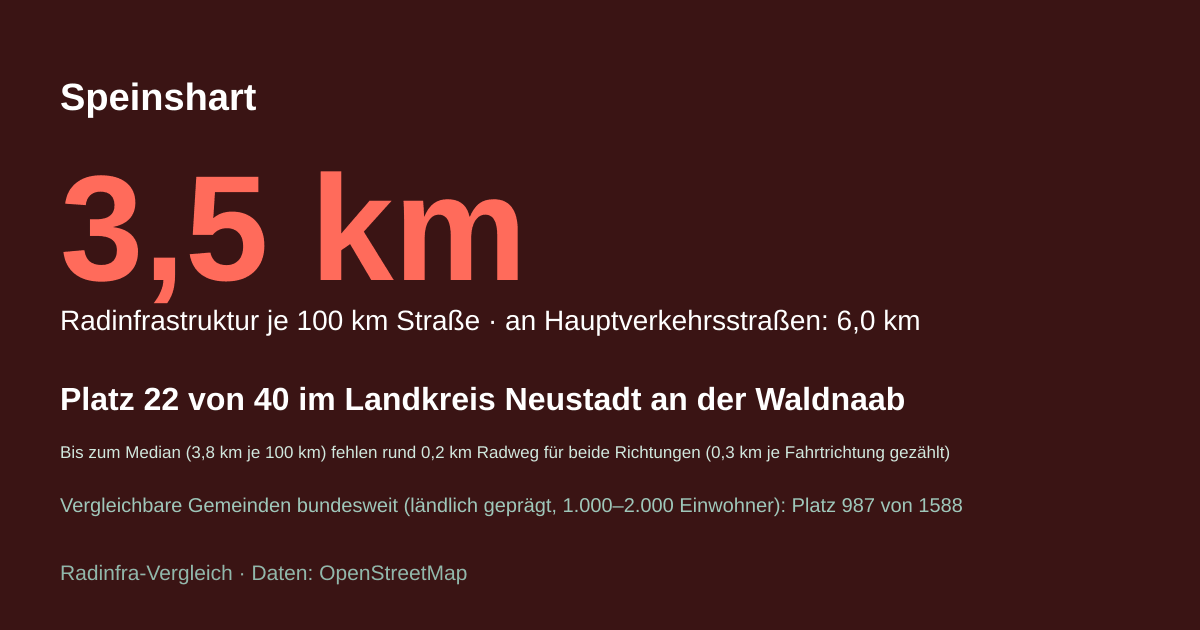 Speinshart
3,5 km
Radinfrastruktur je 100 km Straße · an Hauptverkehrsstraßen: 6,0 km
Platz 22 von 40 im Landkreis Neustadt an der Waldnaab
Bis zum Median (3,8 km je 100 km) fehlen rund 0,2 km Radweg für beide Richtungen (0,3 km je Fahrtrichtung gezählt)
Vergleichbare Gemeinden bundesweit (ländlich geprägt, 1.000–2.000 Einwohner): Platz 987 von 1588
Radinfra-Vergleich · Daten: OpenStreetMap